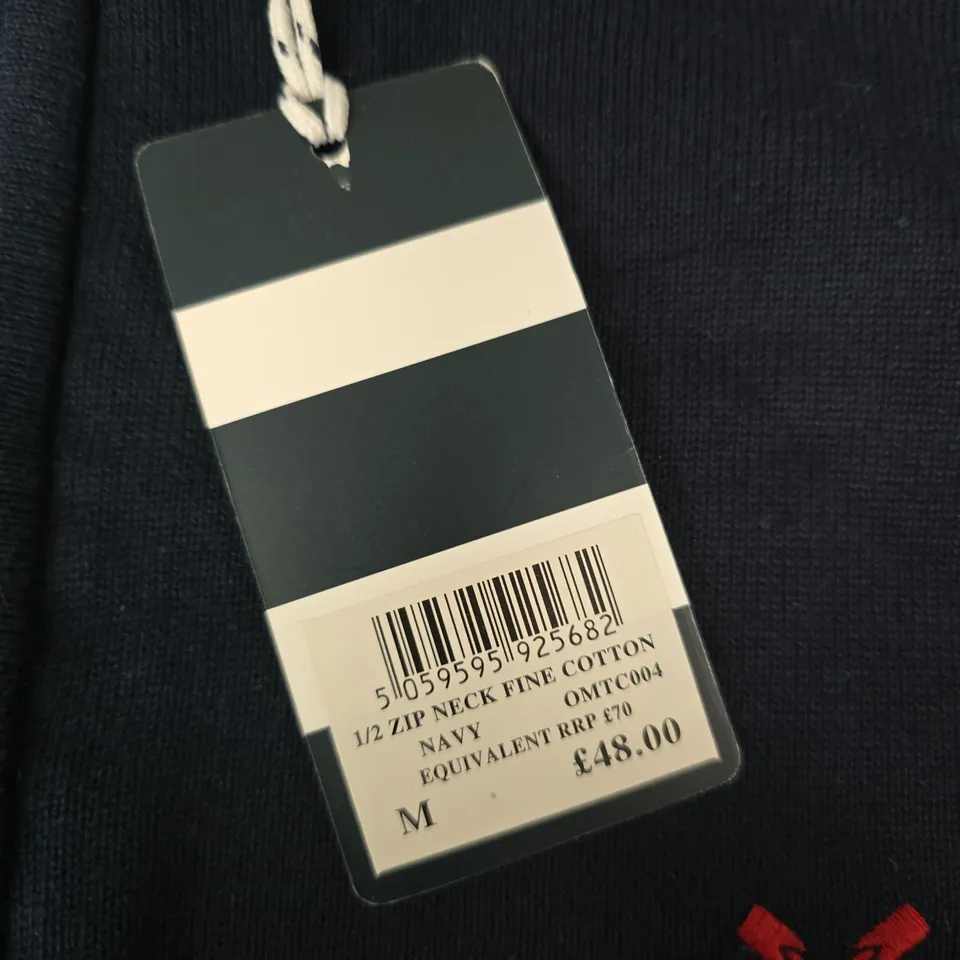 5 059595 925682
1/2 ZIP NECK FINE COTTON
NAVY OMTC004
EQUIVALENT RRP £70
£48.00
M